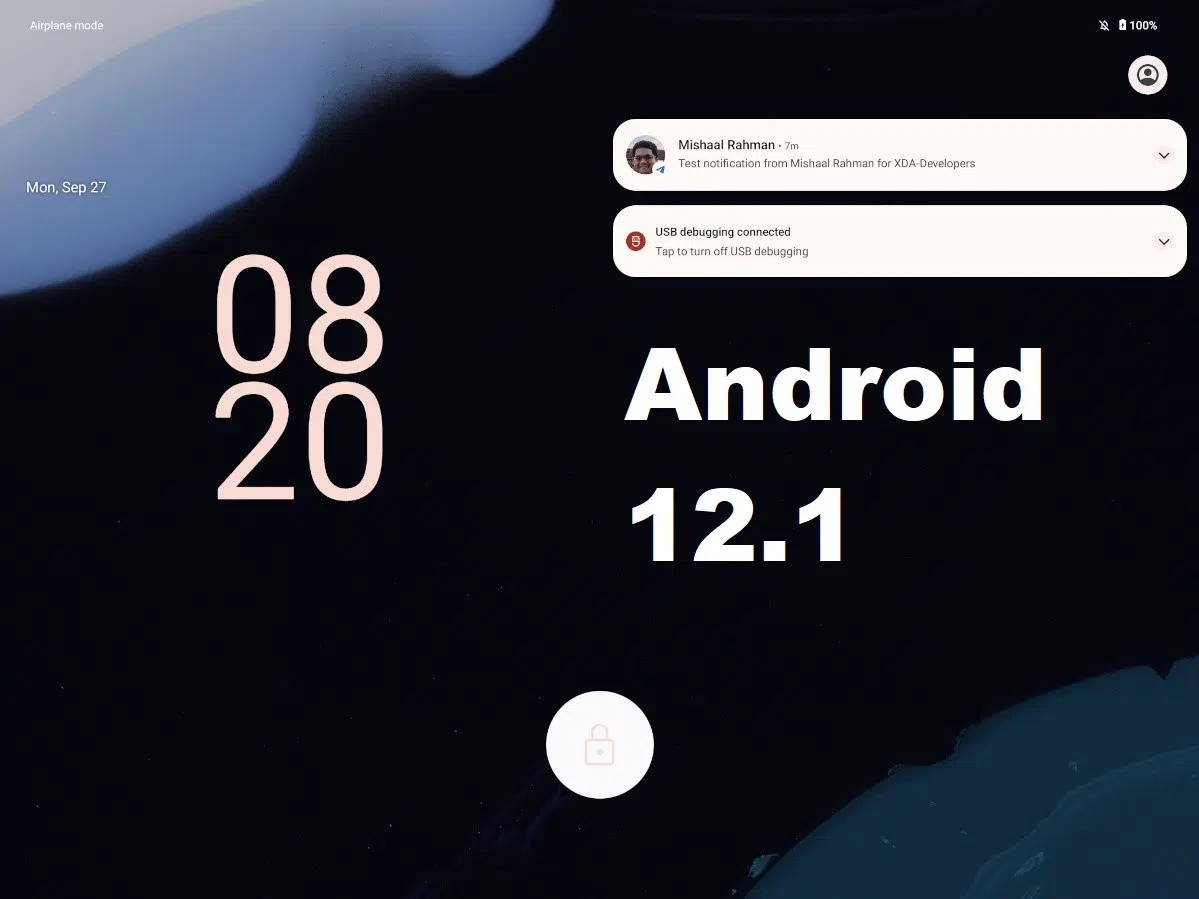 Airplane mode
100%
Mishaal Rahman • 7m
Test notification from Mishaal Rahman for XDA-Developers
Mon, Sep 27
USB debugging connected
Tap to turn off USB debugging
08
20
Android
12.1